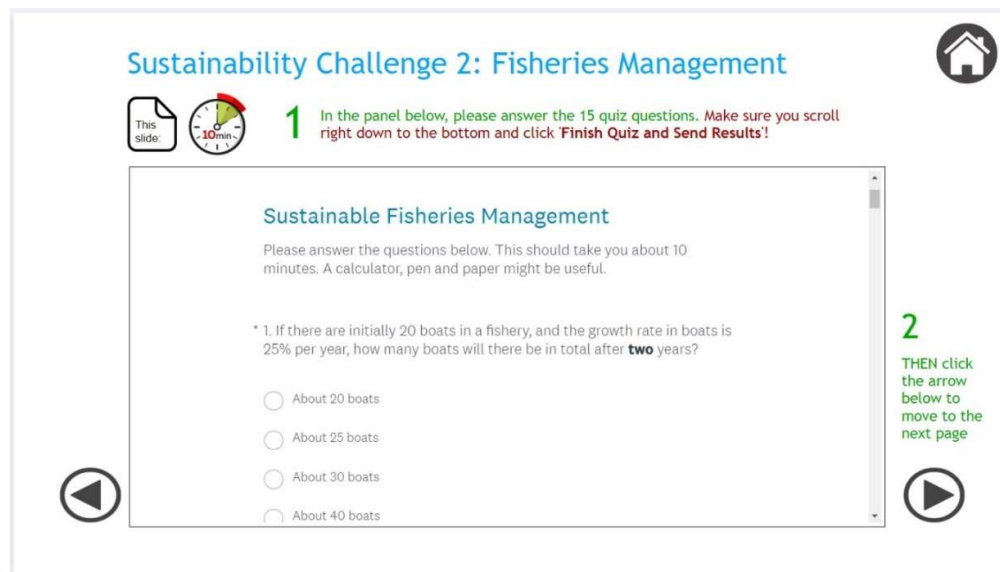 Sustainability Challenge 2: Fisheries Management
This
slide:
10min
1
In the panel below, please answer the 15 quiz questions. Make sure you scroll
right down to the bottom and click 'Finish Quiz and Send Results'!
Sustainable Fisheries Management
Please answer the questions below. This should take you about 10
minutes. A calculator, pen and paper might be useful.
* 1. If there are initially 20 boats in a fishery, and the growth rate in boats is
25% per year, how many boats will there be in total after two years?
About 20 boats
About 25 boats
About 30 boats
About 40 boats
2
THEN click
the arrow
below to
move to the
next page